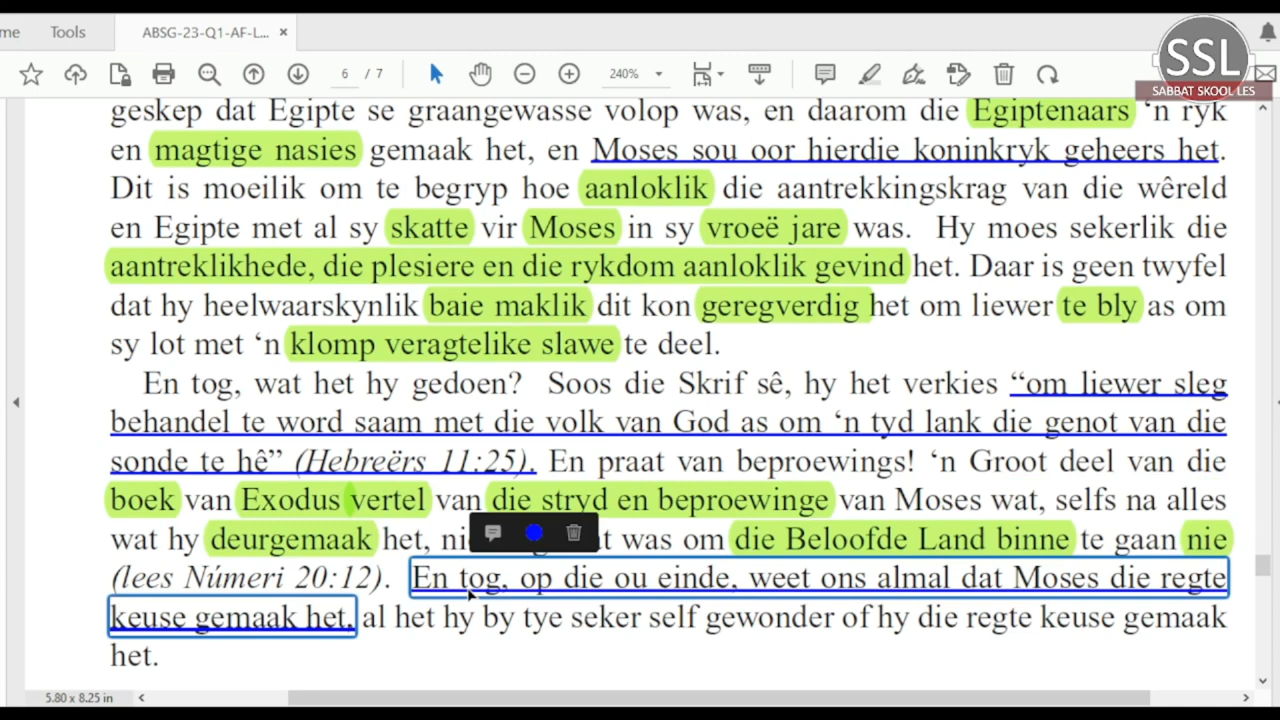 me Tools ABSG-23-Q1-AF-L... ×
SSL
SABBAT SKOOL LES
6 / 7 240%
geskep dat Egipte se graangewasse volop was, en daarom die Egiptenaars ‘n ryk
en magtige nasies gemaak het, en Moses sou oor hierdie koninkryk geheers het.
Dit is moeilik om te begryp hoe aanloklik die aantrekkingskrag van die wêreld
en Egipte met al sy skatte vir Moses in sy vroeë jare was. Hy moes sekerlik die
aantreklikhede, die plesiere en die rykdom aanloklik gevind het. Daar is geen twyfel
dat hy heelwaarskynlik baie maklik dit kon geregverdig het om liewer te bly as om
sy lot met ‘n klomp veragtelike slawe te deel.
En tog, wat het hy gedoen? Soos die Skrif sê, hy het verkies “om liewer sleg
behandel te word saam met die volk van God as om ‘n tyd lank die genot van die
sonde te hê” (Hebreërs 11:25). En praat van beproewings! ‘n Groot deel van die
boek van Exodus vertel van die stryd en beproewinge van Moses wat, selfs na alles
wat hy deurgemaak het, was om die Beloofde Land binne te gaan nie
(lees Númeri 20:12). En tog, op die ou einde, weet ons almal dat Moses die regte
keuse gemaak het, al het hy by tye seker self gewonder of hy die regte keuse gemaak
het.
5.80 x 8.25 in